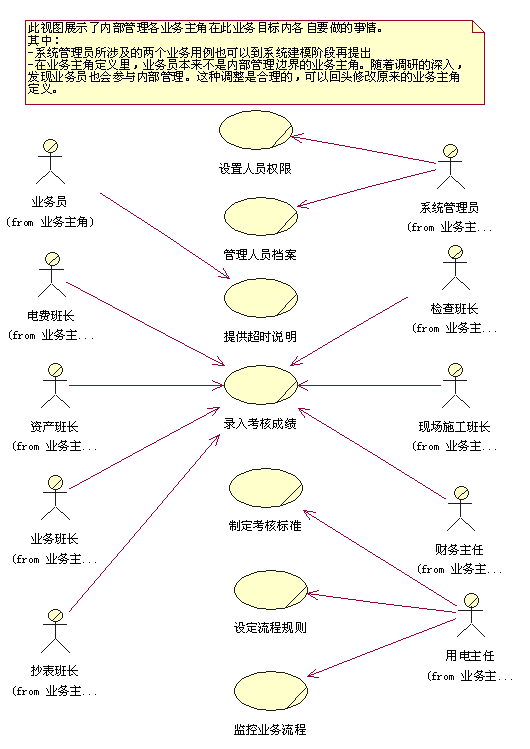 此视图展示了内部管理各业务主角在此业务目标内各自要做的事情。
其中：
-系统管理员所涉及的两个业务用例也可以到系统建模阶段再提出
-在业务主角定义里，业务员本来不是内部管理边界的业务主角。随着调研的深入，
发现业务员也会参与内部管理。这种调整是合理的，可以回头修改原来的业务主角
定义。
设置人员权限
业务员
(from 业务主角)
系统管理员
(from 业务主...
管理人员档案
电费班长
(from 业务主...
提供超时说明
检查班长
(from 业务主...
资产班长
(from 业务主...
录入考核成绩
现场施工班长
(from 业务主...
业务班长
(from 业务主...
制定考核标准
财务主任
(from 业务主...
抄表班长
(from 业务主...
设定流程规则
用电主任
(from 业务主...
监控业务流程